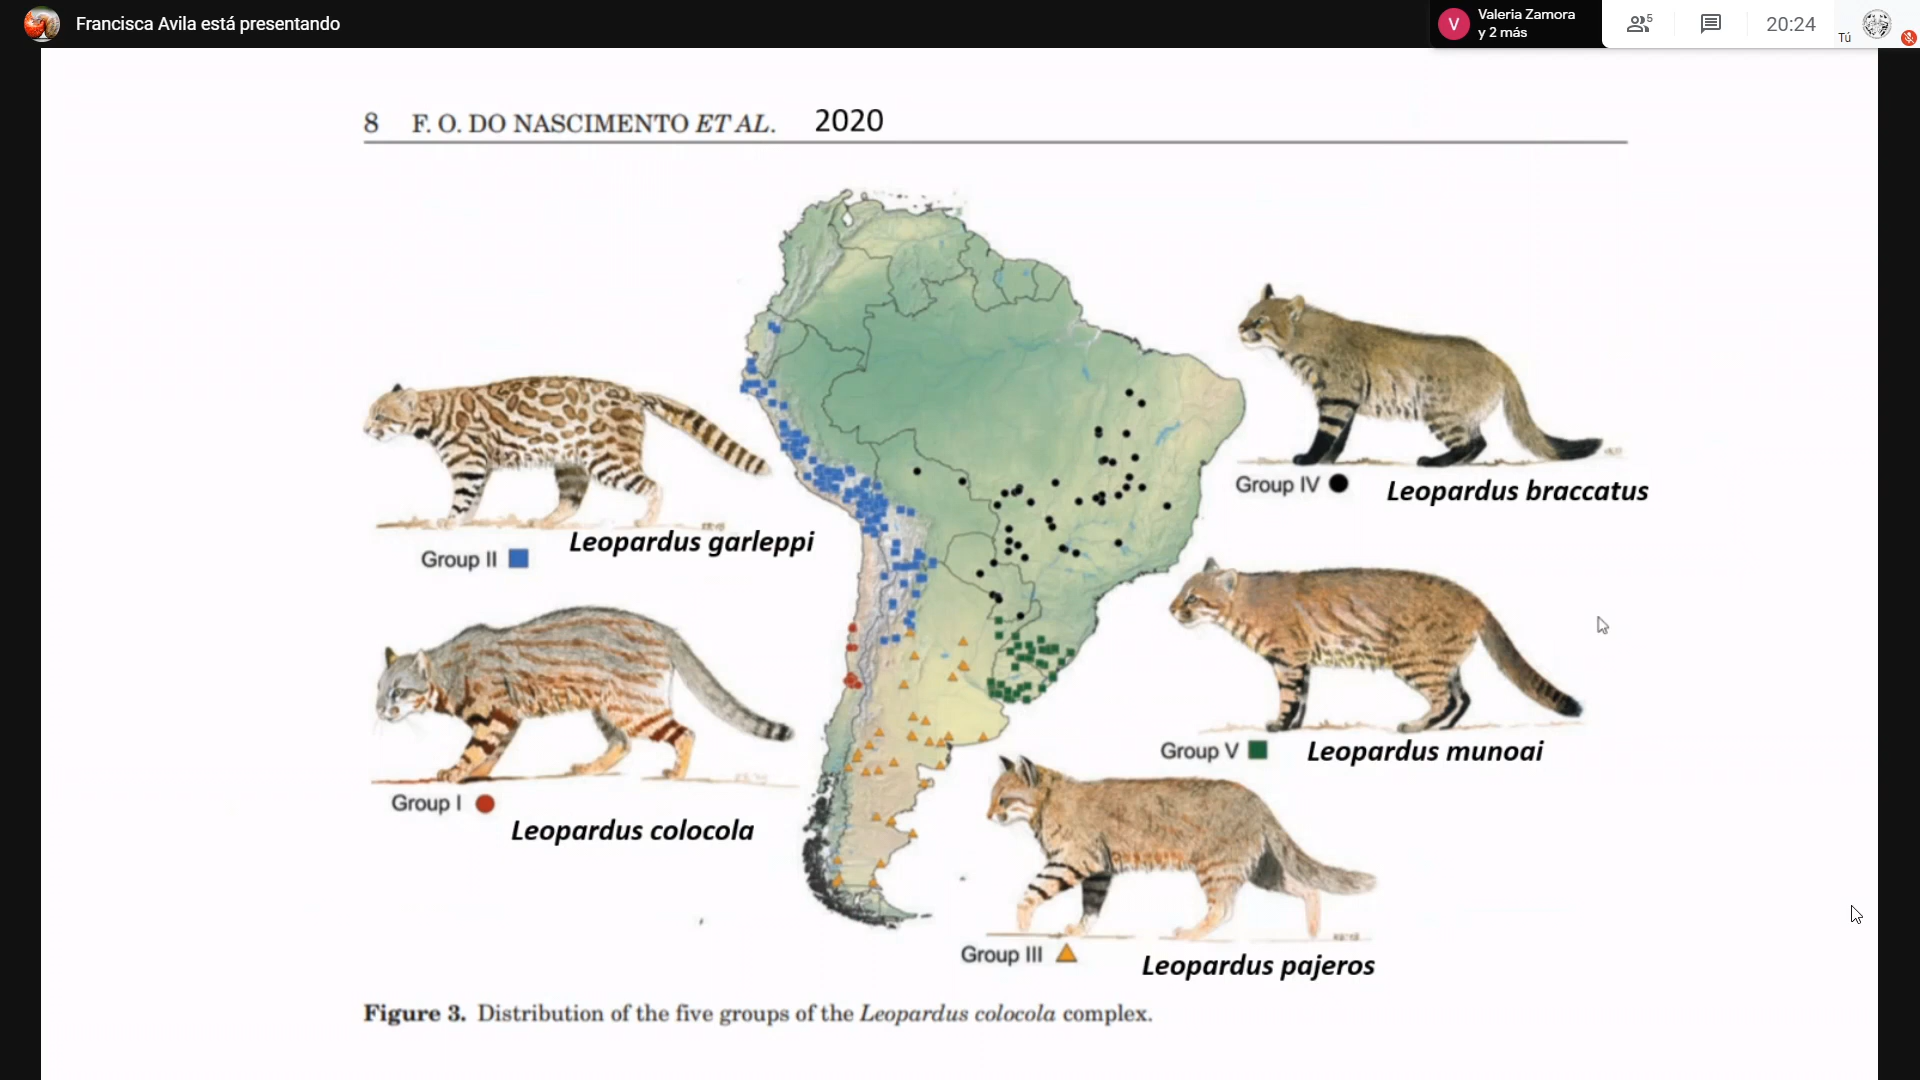 Francisca Avila está presentando
V
Valeria Zamora
y 2 más
5
20:24
Tú
8 F. O. DO NASCIMENTO ET AL. 2020
Group IV
Leopardus braccatus
Leopardus garleppi
Group II
Group V
Leopardus munoai
Group I
Leopardus colocola
Group III
Leopardus pajeros
Figure 3. Distribution of the five groups of the Leopardus colocola complex.